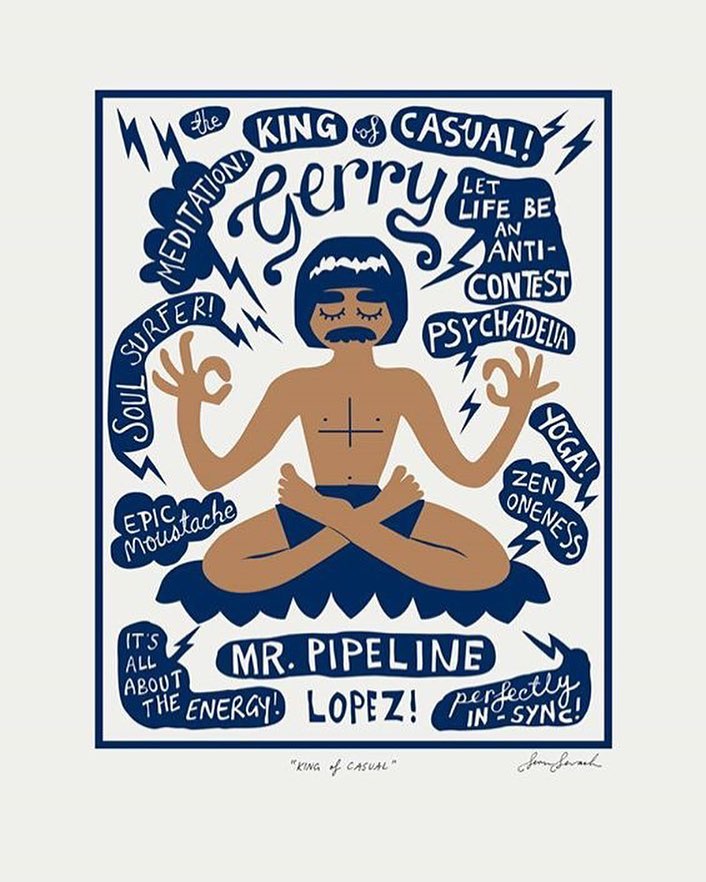 the KING of CASUAL!
Gerry
MEDITATION!
LET
LIFE BE
AN
ANTI-
CONTEST
SOUL SURFER!
PSYCHADELIA
YOGA!
ZEN
ONENESS
EPIC
Moustache
IT'S
ALL
ABOUT
THE ENERGY!
MR. PIPELINE
LOPEZ!
perfectly
IN-SYNC!
"KING of CASUAL"